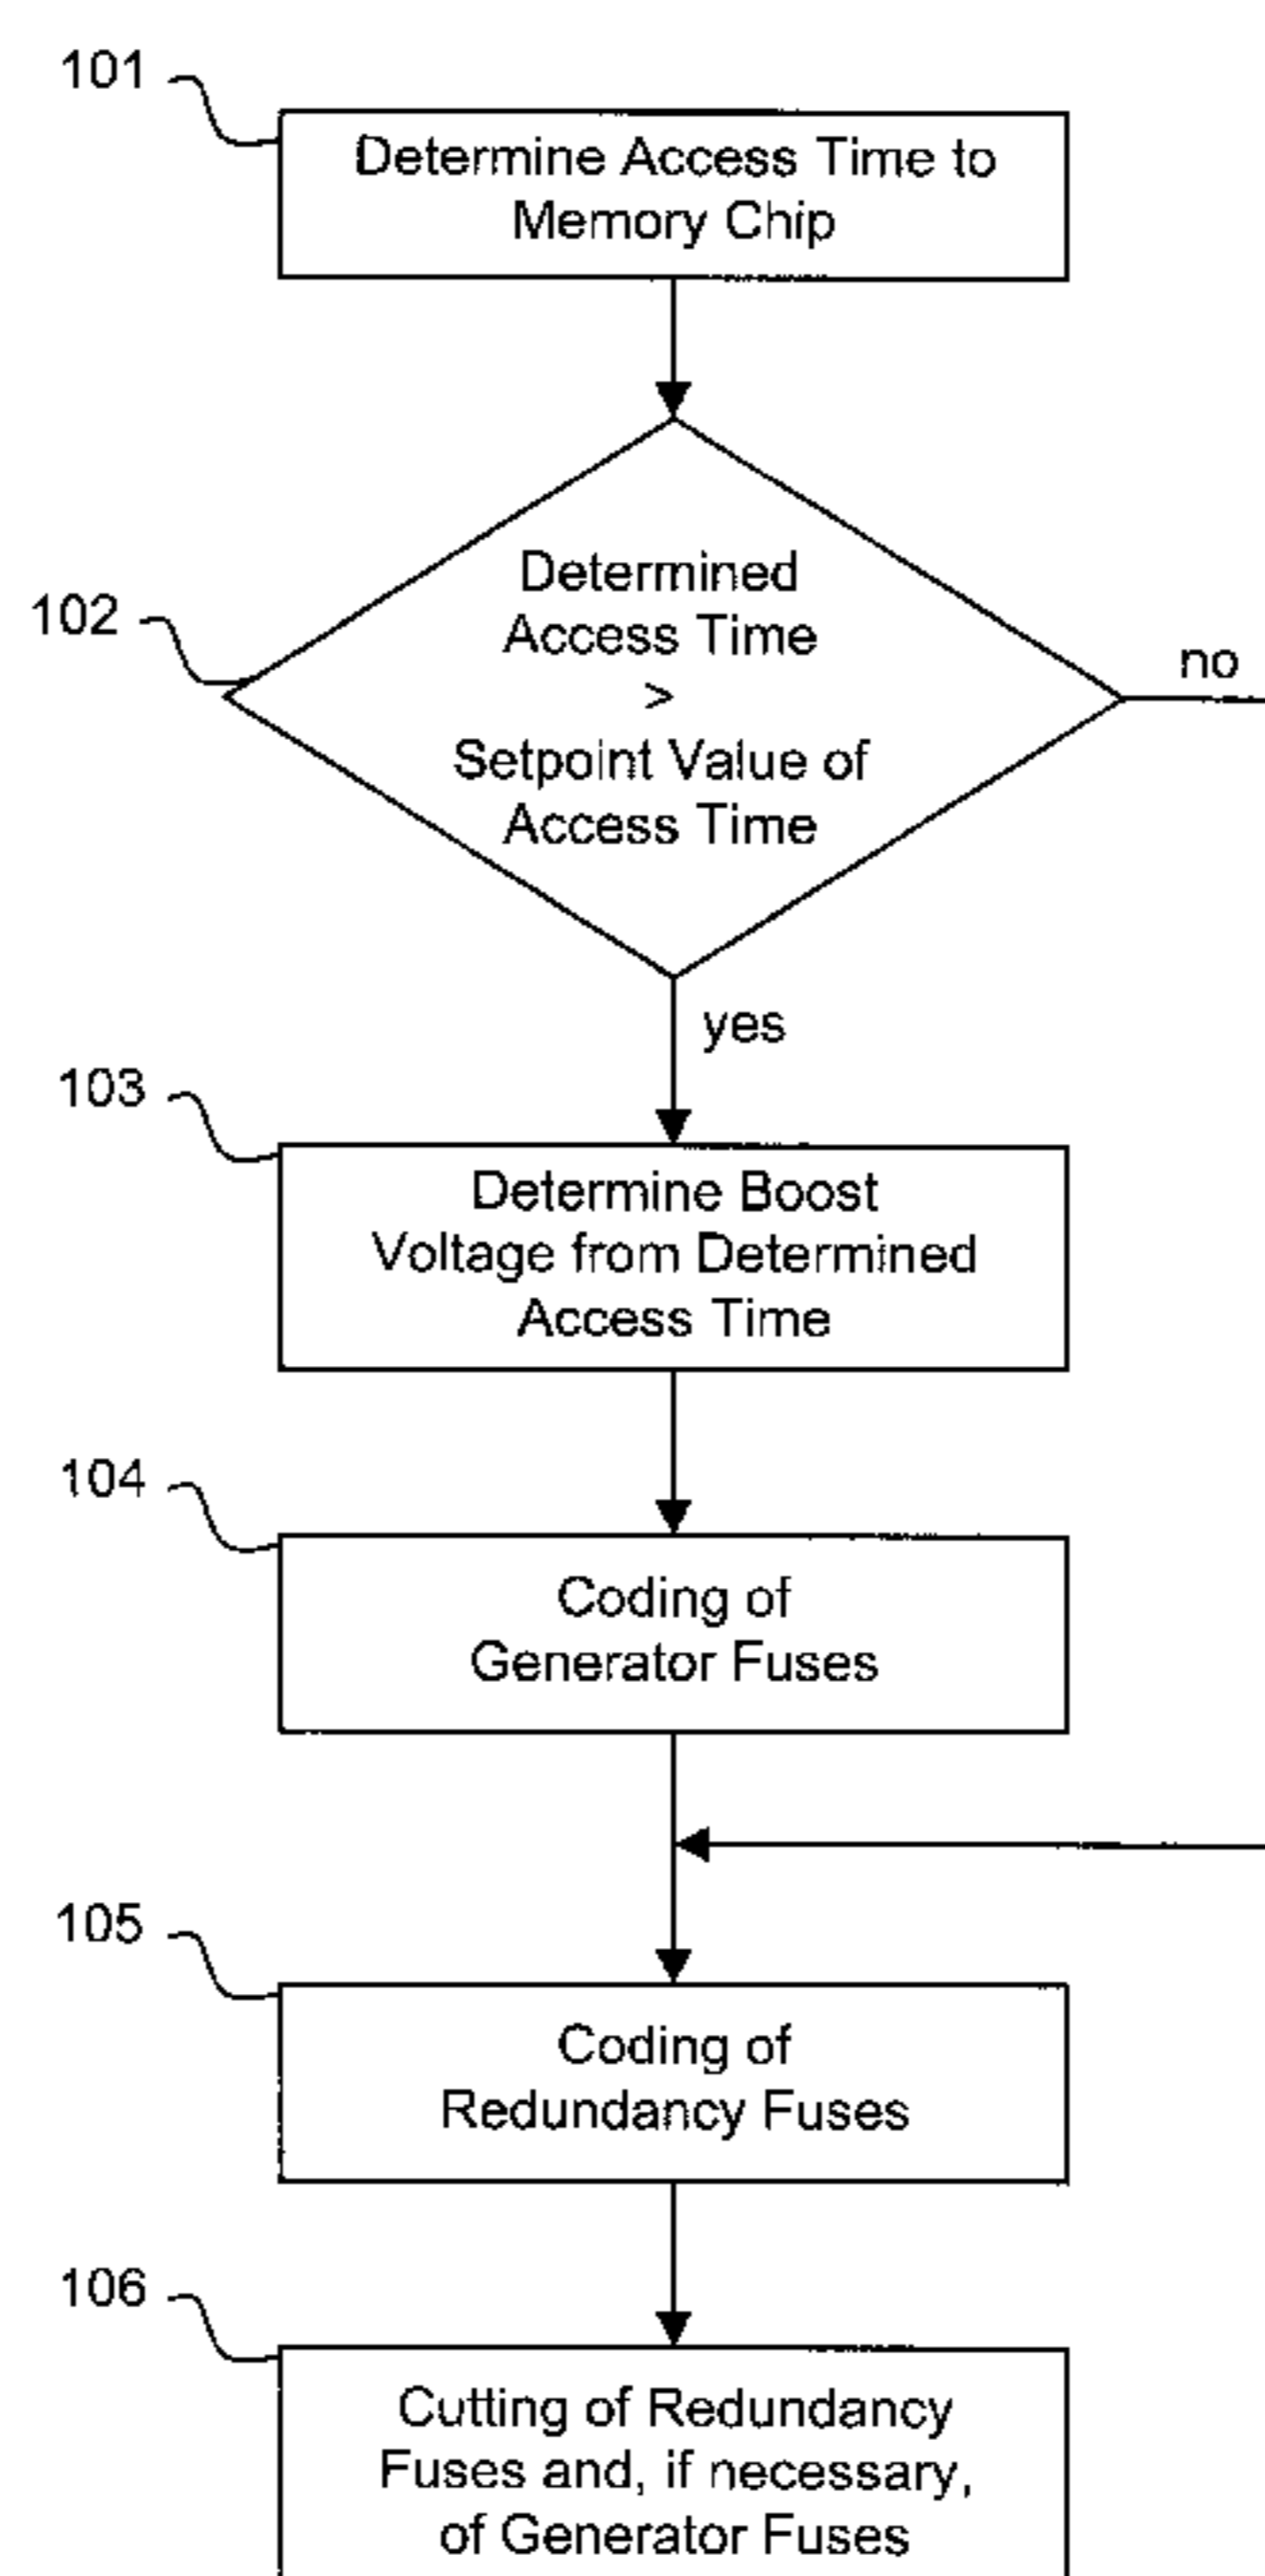 101
Determine Access Time to
Memory Chip
102
Determined
Access Time
>
Setpoint Value of
Access Time
no
yes
103
Determine Boost
Voltage from Determined
Access Time
104
Coding of
Generator Fuses
105
Coding of
Redundancy Fuses
106
Cutting of Redundancy
Fuses and, if necessary,
of Generator Fuses